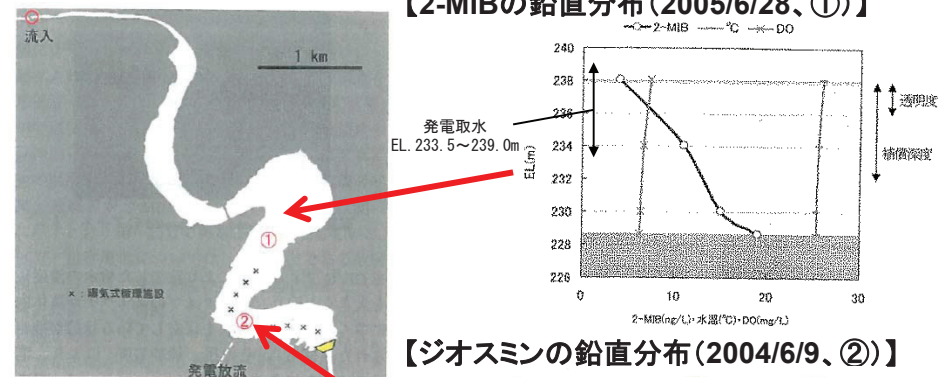 【2-MIBの鉛直分布(2005/6/28、①)】
2-MIB ℃ DO
Ⓒ
流入
1 km
発電取水
EL.233.5～239.0m
EL(m)
240
238
236
234
232
230
228
226
0 10 20 30
2-MIB(ng/L)・水温(℃)・DO(mg/L)
透明度
補償深度
①
×：曝気式循環施設
②
発電放流
【ジオスミンの鉛直分布(2004/6/9、②)】